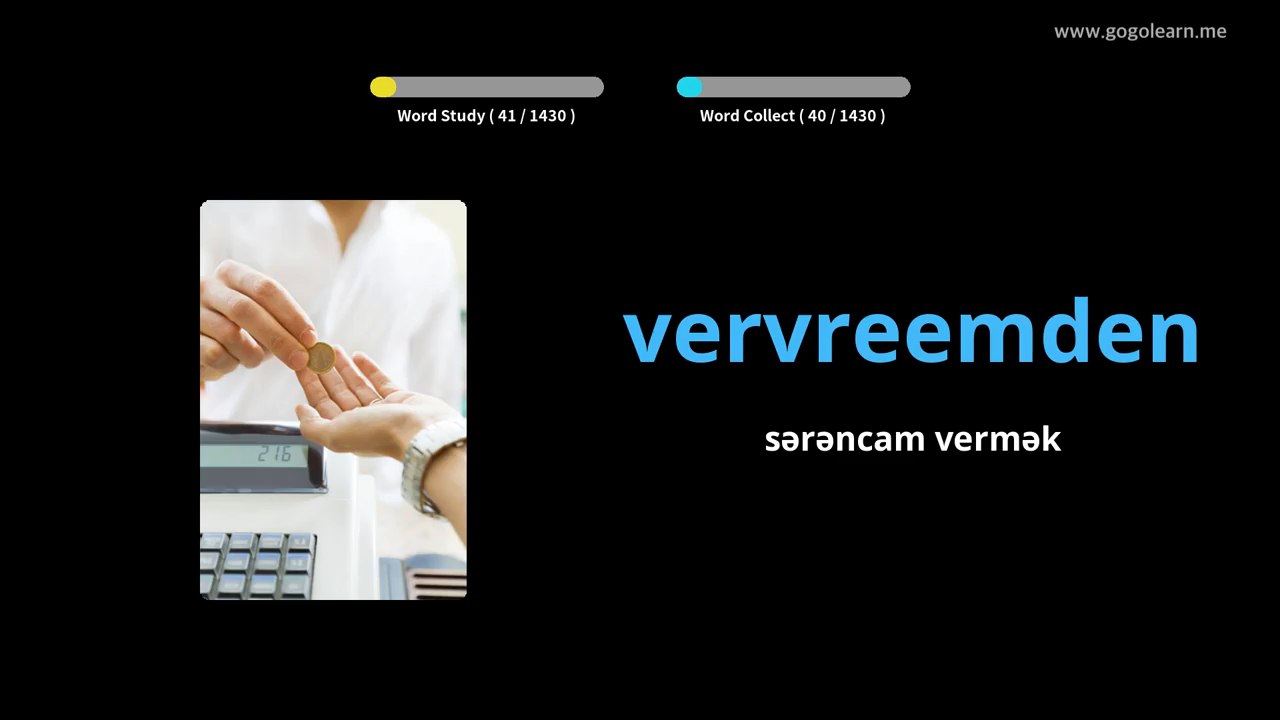 www.gogolearn.me
Word Study ( 41 / 1430 )
Word Collect ( 40 / 1430 )
vervreemden
sərəncam vermək
216